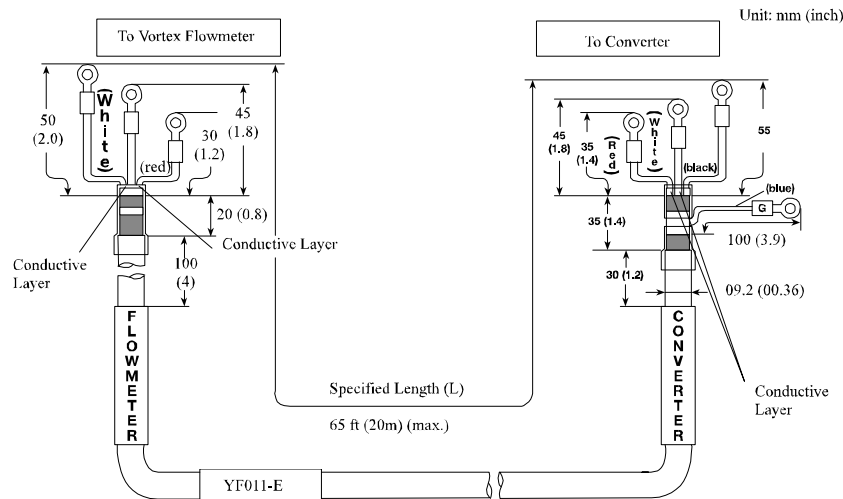 Unit: mm (inch)
To Vortex Flowmeter
To Converter
50
(2.0)
(White)
45
(1.8)
30
(1.2)
(red)
20 (0.8)
Conductive Layer
Conductive
Layer
100
(4)
FLOWMETER
45
(1.8)
35
(1.4)
(Red)
(White)
55
(black)
(blue)
G
35 (1.4)
100 (3.9)
30 (1.2)
09.2 (00.36)
CONVERTER
Conductive
Layer
Specified Length (L)
65 ft (20m) (max.)
YF011-E